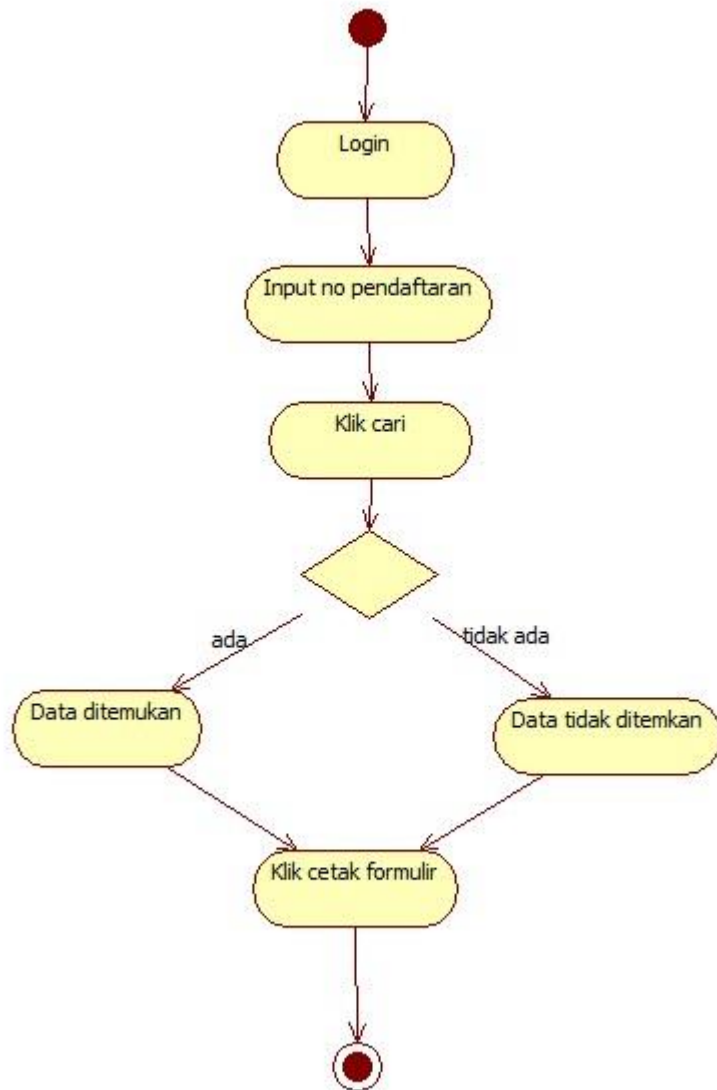 Login
Input no pendaftaran
Klik cari
ada
tidak ada
Data ditemukan
Data tidak ditemkan
Klik cetak formulir